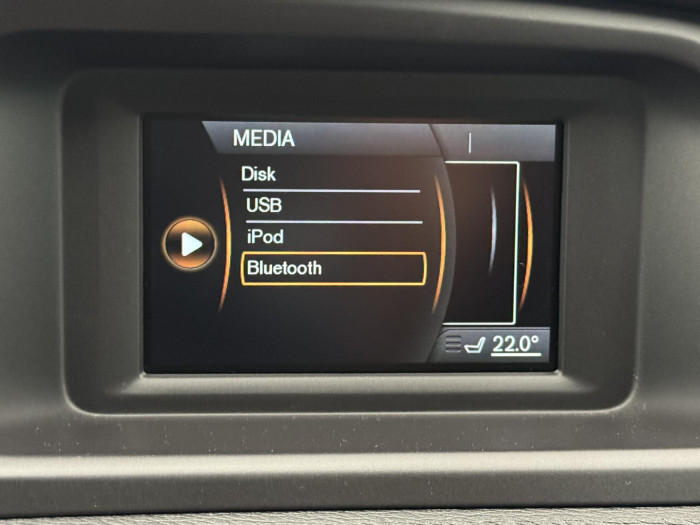 MEDIA
Disk
USB
iPod
Bluetooth
22.0°